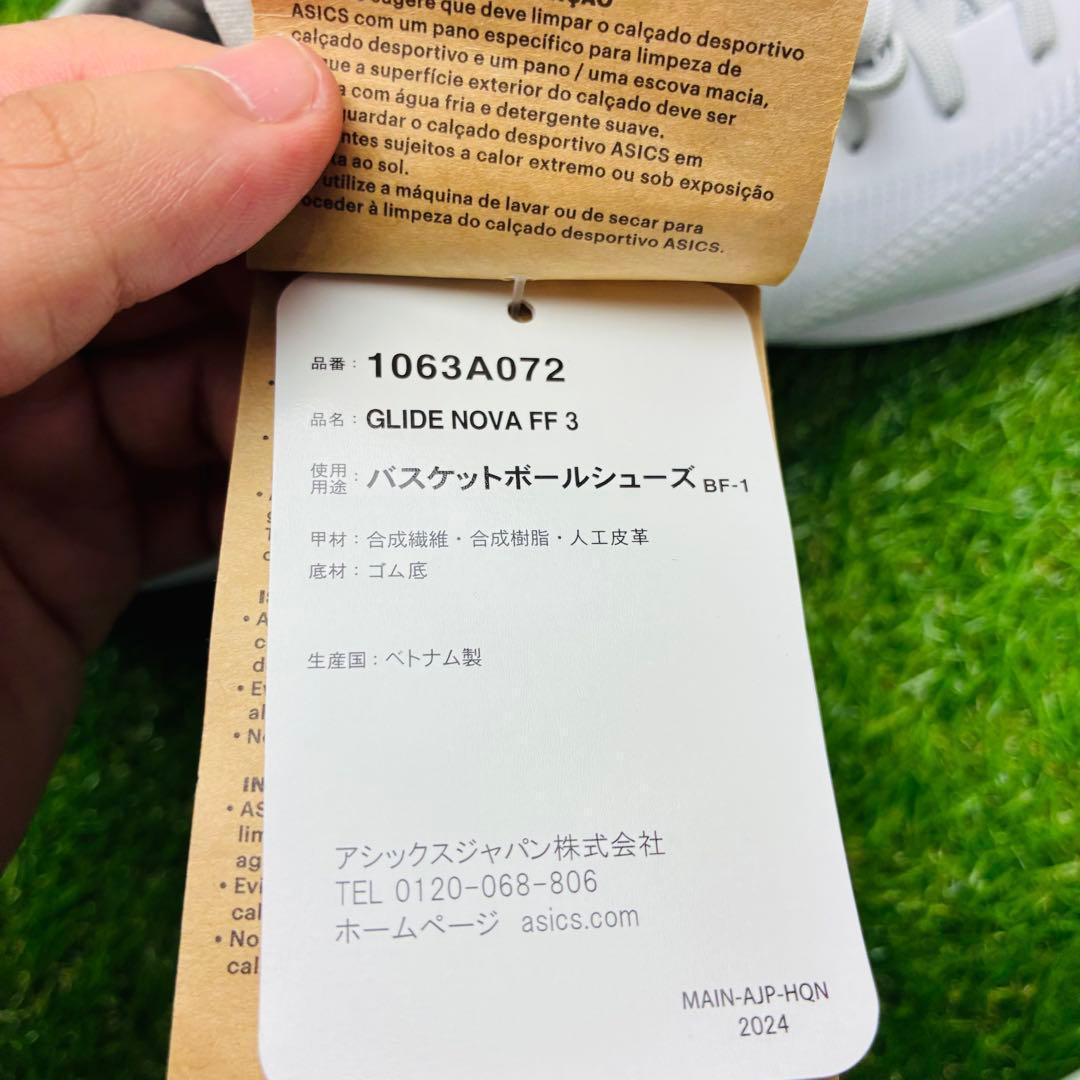 sugere que deve limpar o calçado desportivo
ASICS com um pano específico para limpeza de
calçado desportivo e um pano / uma escova macia,
que a superfície exterior do calçado deve ser
com água fria e detergente suave.
guardar o calçado desportivo ASICS em
sujeitos a calor extremo ou sob exposição
ao sol.
utilize a máquina de lavar ou de secar para
à limpeza do calçado desportivo ASICS.
品番: 1063A072
品名: GLIDE NOVA FF 3
使用用途: バスケットボールシューズ BF-1
甲材: 合成繊維・合成樹脂・人工皮革
底材: ゴム底
生産国: ベトナム製
アシックスジャパン株式会社
TEL 0120-068-806
ホームページ asics.com
MAIN-AJP-HQN
2024